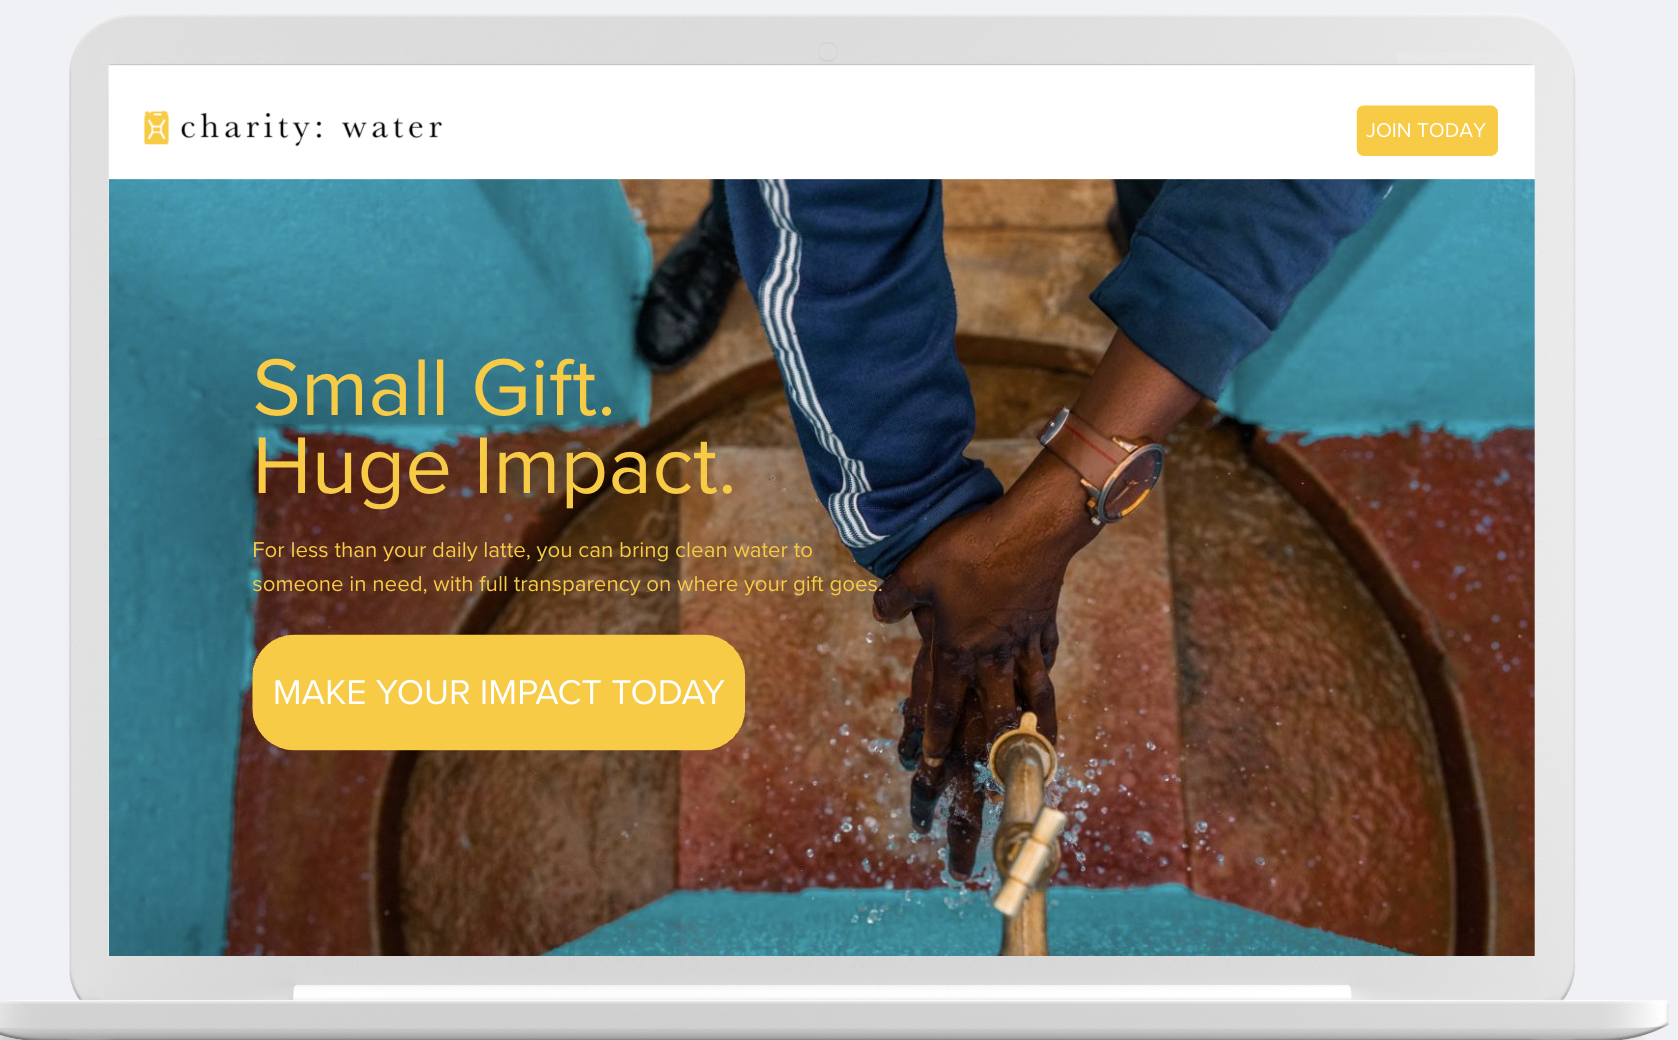 charity: water
JOIN TODAY
Small Gift.
Huge Impact.
For less than your daily latte, you can bring clean water to
someone in need, with full transparency on where your gift goes.
MAKE YOUR IMPACT TODAY